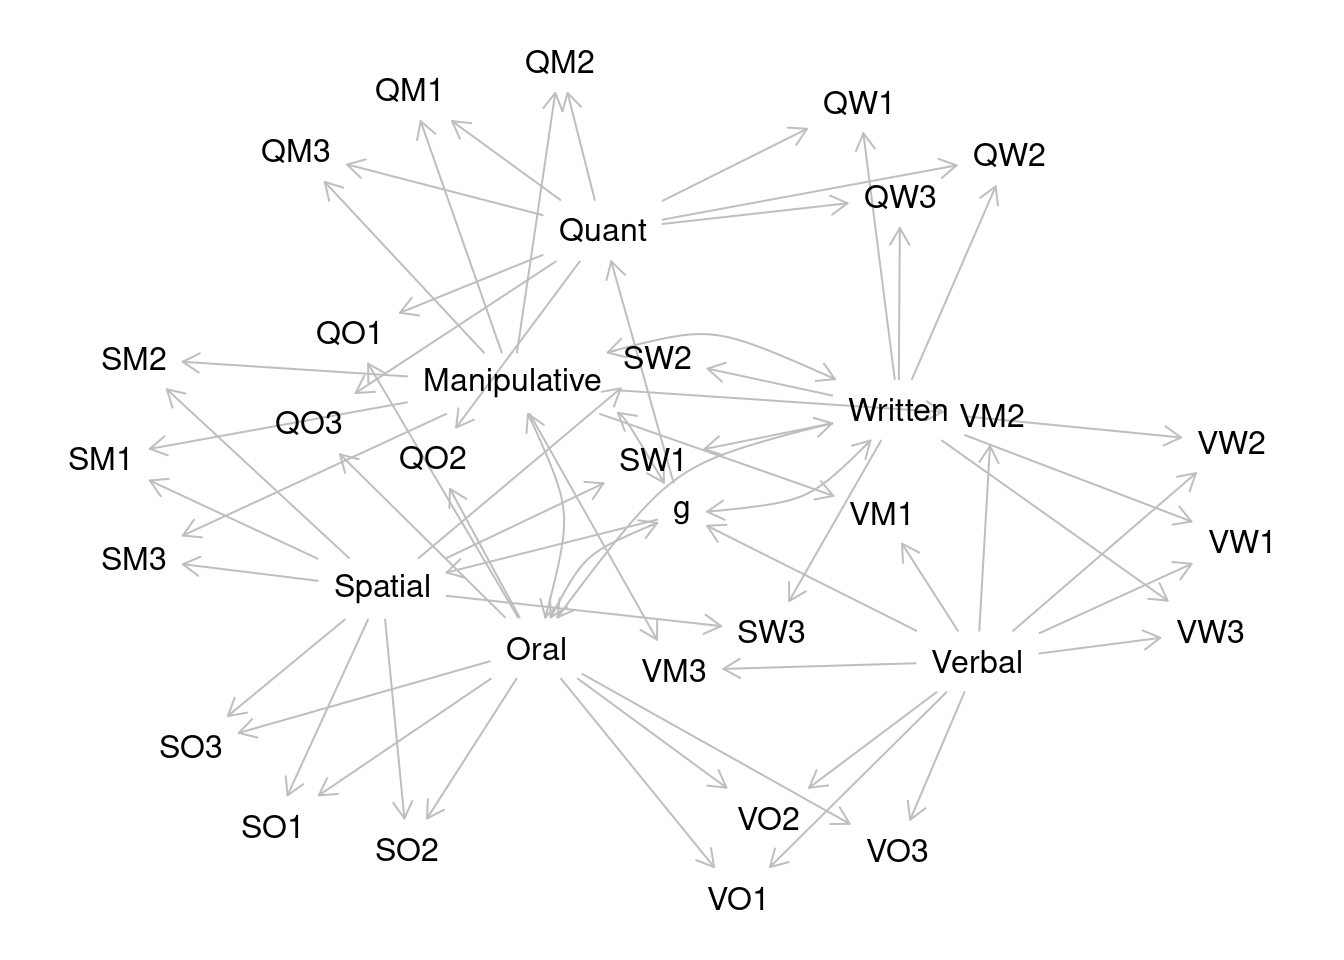 QM2
QM1
QW1
QM3
QW2
QW3
Quant
QO1
SM2
SW2
Manipulative
Written
VM2
QO3
VW2
SM1
QO2
SW1
g
VM1
VW1
SM3
Spatial
SW3
VW3
Oral
VM3
Verbal
SO3
VO2
SO1
SO2
VO3
VO1